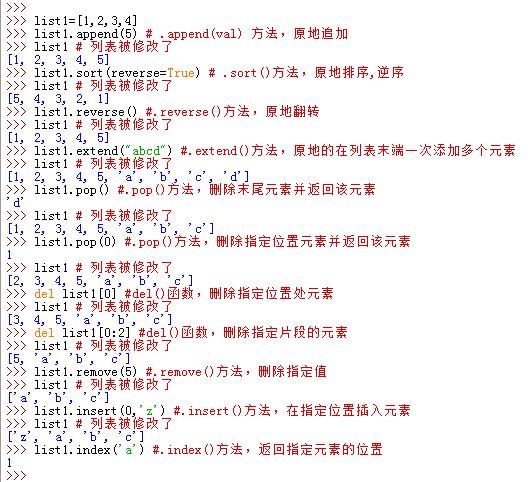 >>>
>>> list1=[1,2,3,4]
>>> list1.append(5) # .append(val) 方法，原地追加
>>> list1 # 列表被修改了
[1, 2, 3, 4, 5]
>>> list1.sort(reverse=True) # .sort()方法，原地排序,逆序
>>> list1 # 列表被修改了
[5, 4, 3, 2, 1]
>>> list1.reverse() #.reverse()方法，原地翻转
>>> list1 # 列表被修改了
[1, 2, 3, 4, 5]
>>> list1.extend("abcd") #.extend()方法，原地的在列表末端一次添加多个元素
>>> list1 # 列表被修改了
[1, 2, 3, 4, 5, 'a', 'b', 'c', 'd']
>>> list1.pop() #.pop()方法，删除末尾元素并返回该元素
'd'
>>> list1 # 列表被修改了
[1, 2, 3, 4, 5, 'a', 'b', 'c']
>>> list1.pop(0) #.pop()方法，删除指定位置元素并返回该元素
1
>>> list1 # 列表被修改了
[2, 3, 4, 5, 'a', 'b', 'c']
>>> del list1[0] #del()函数，删除指定位置处元素
>>> list1 # 列表被修改了
[3, 4, 5, 'a', 'b', 'c']
>>> del list1[0:2] #del()函数，删除指定片段的元素
>>> list1 # 列表被修改了
[5, 'a', 'b', 'c']
>>> list1.remove(5) #.remove()方法，删除指定值
>>> list1 # 列表被修改了
['a', 'b', 'c']
>>> list1.insert(0,'z') #.insert()方法，在指定位置插入元素
>>> list1 # 列表被修改了
['z', 'a', 'b', 'c']
>>> list1.index('a') #.index()方法，返回指定元素的位置
1
>>>